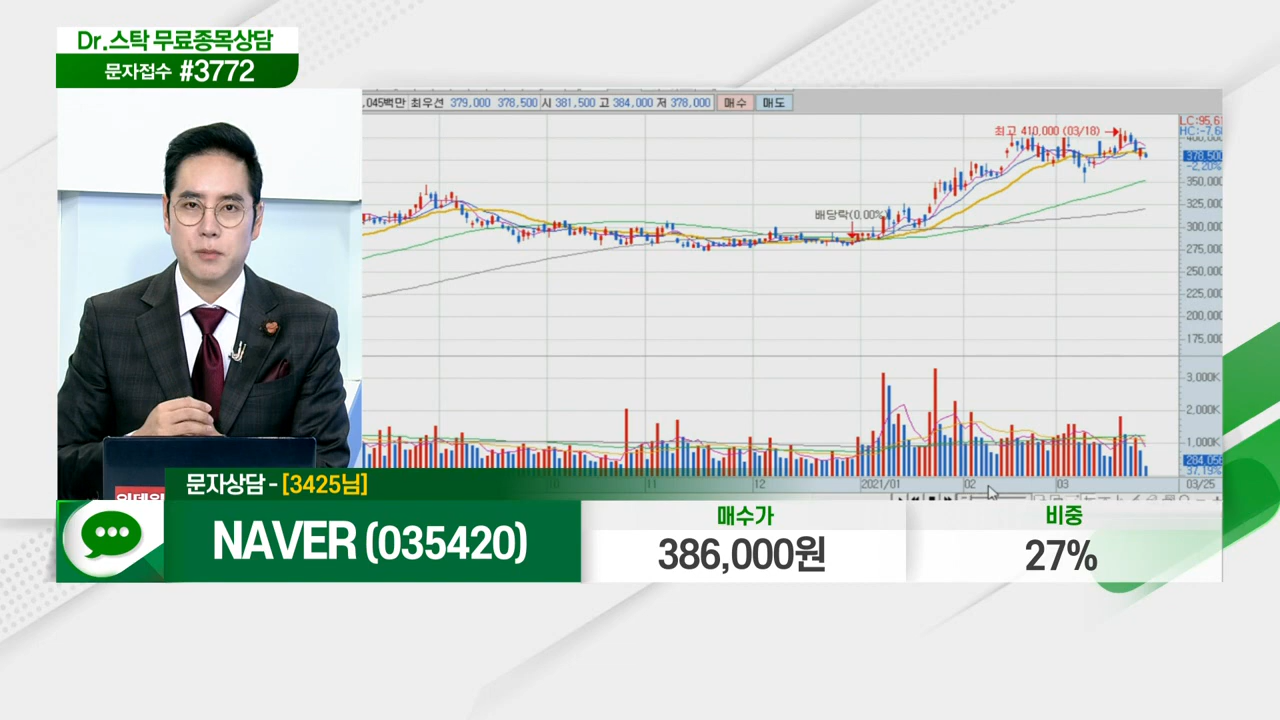 Dr.스탁 무료종목상담
문자접수 #3772
,045백만 최우선 379,000 378,500 시 381,500 고 384,000 저 378,000 매수 매도
최고 410,000 (03/18)
LC:95,61
HC:-7,68
400,000
378,500
-2,20%
350,000
325,000
300,000
275,000
250,000
225,000
200,000
175,000
배당락(0,00%)
3,000K
2,000K
1,000K
284,058
37,19%
10
11
12
2021/01
02
03
03/25
문자상담 - [3425님]
NAVER (035420)
매수가
386,000원
비중
27%